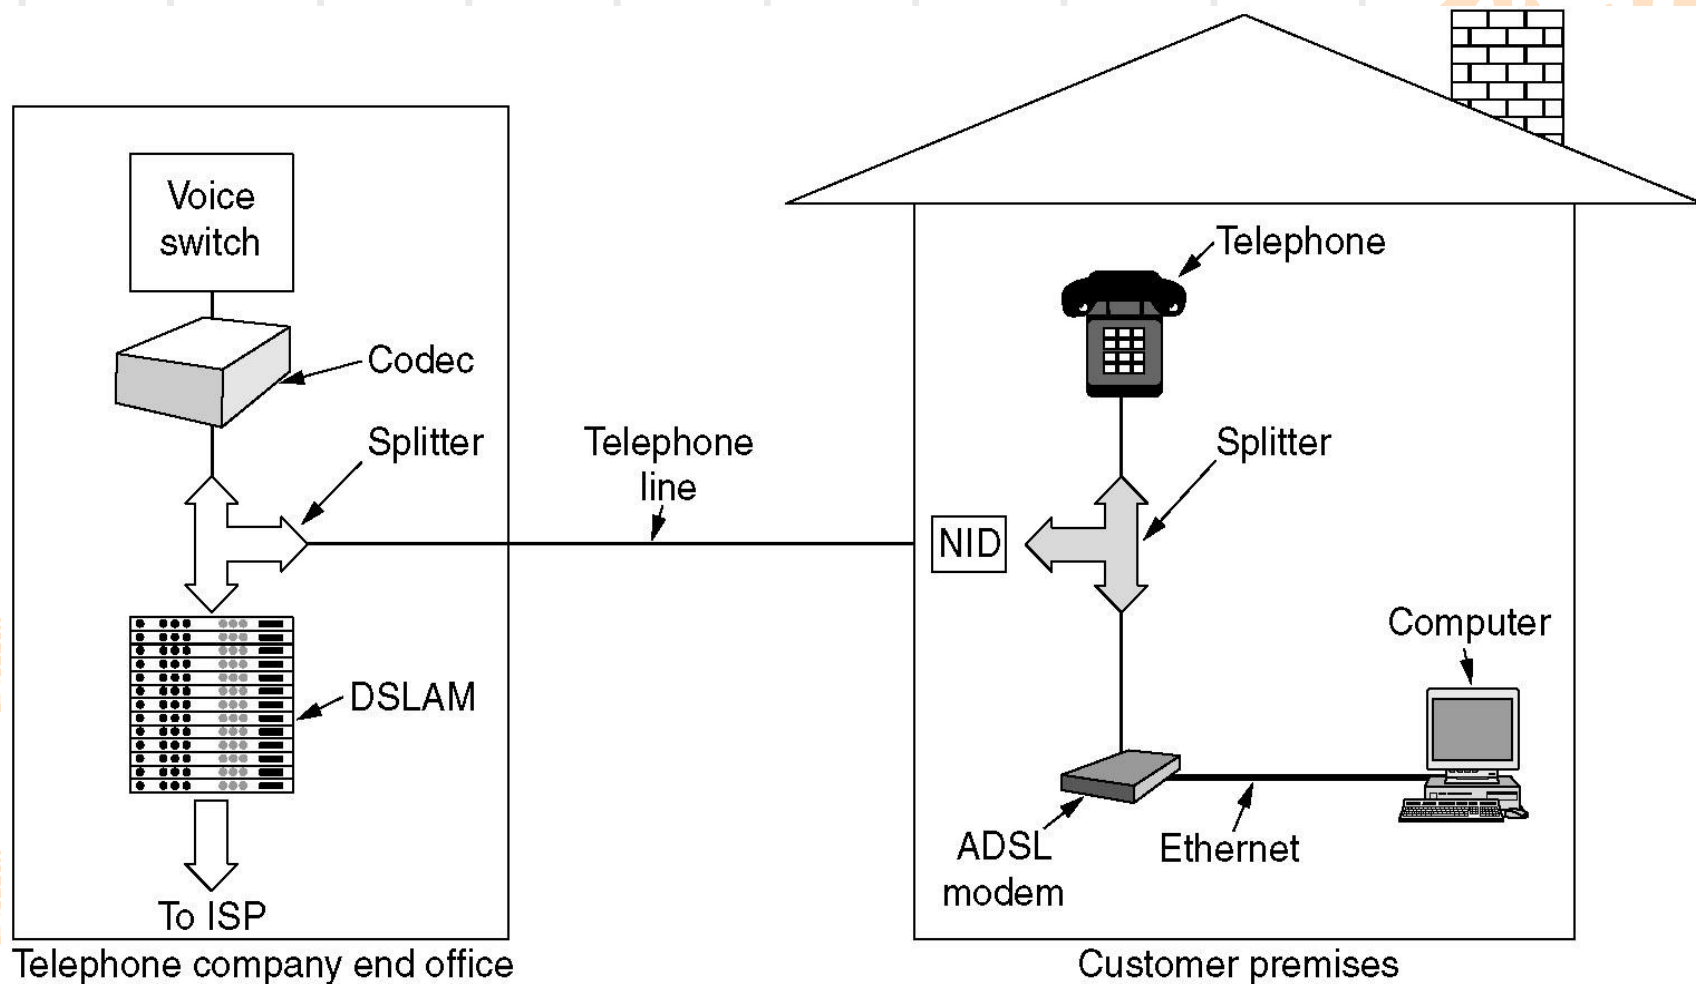 Voice
switch
Codec
Splitter
DSLAM
To ISP
Telephone company end office
Telephone
line
Telephone
Splitter
NID
Computer
ADSL
modem
Ethernet
Customer premises